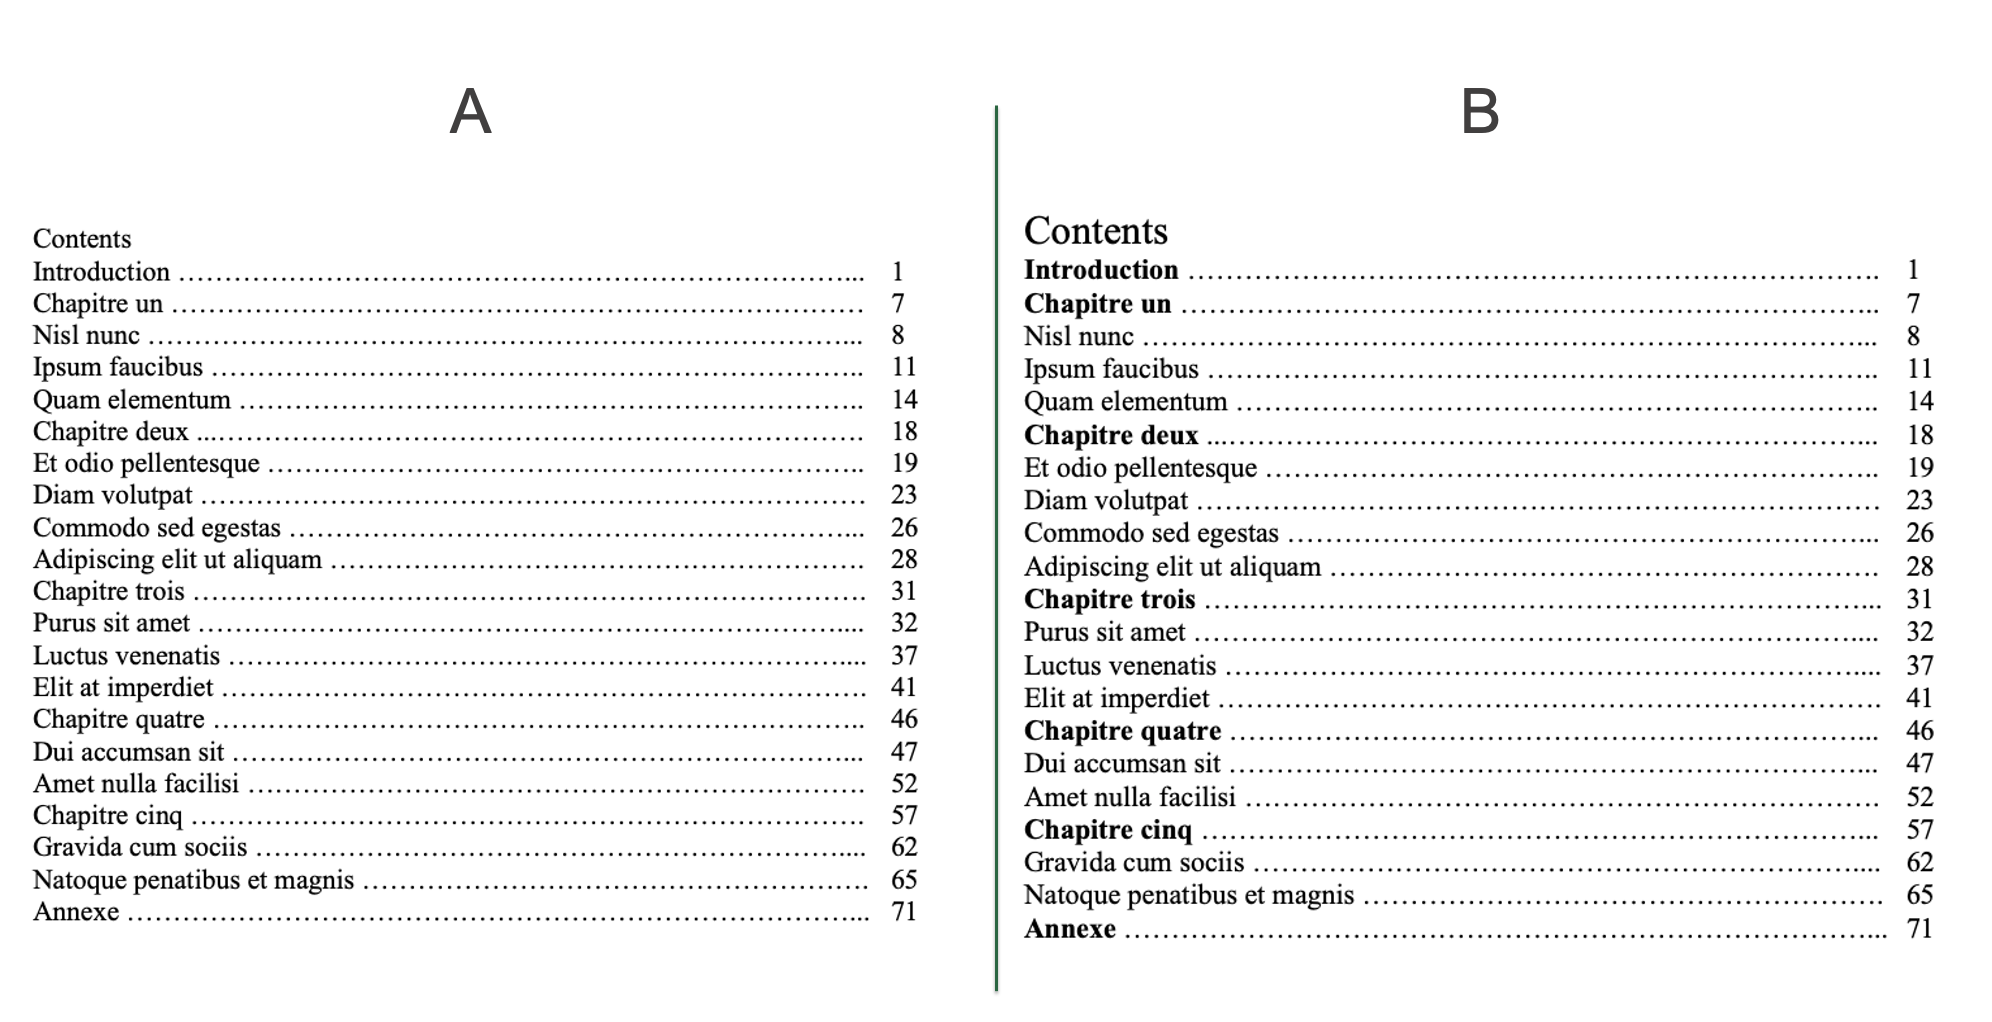 A
Contents
Introduction ........................................ 1
Chapitre un ........................................ 7
Nisl nunc ........................................ 8
Ipsum faucibus ........................................ 11
Quam elementum ........................................ 14
Chapitre deux ........................................ 18
Et odio pellentesque ........................................ 19
Diam volutpat ........................................ 23
Commodo sed egestas ........................................ 26
Adipiscing elit ut aliquam ........................................ 28
Chapitre trois ........................................ 31
Purus sit amet ........................................ 32
Luctus venenatis ........................................ 37
Elit at imperdiet ........................................ 41
Chapitre quatre ........................................ 46
Dui accumsan sit ........................................ 47
Amet nulla facilisi ........................................ 52
Chapitre cinq ........................................ 57
Gravida cum sociis ........................................ 62
Natoque penatibus et magnis ........................................ 65
Annexe ........................................ 71
B
Contents
Introduction ........................................ 1
Chapitre un ........................................ 7
Nisl nunc ........................................ 8
Ipsum faucibus ........................................ 11
Quam elementum ........................................ 14
Chapitre deux ........................................ 18
Et odio pellentesque ........................................ 19
Diam volutpat ........................................ 23
Commodo sed egestas ........................................ 26
Adipiscing elit ut aliquam ........................................ 28
Chapitre trois ........................................ 31
Purus sit amet ........................................ 32
Luctus venenatis ........................................ 37
Elit at imperdiet ........................................ 41
Chapitre quatre ........................................ 46
Dui accumsan sit ........................................ 47
Amet nulla facilisi ........................................ 52
Chapitre cinq ........................................ 57
Gravida cum sociis ........................................ 62
Natoque penatibus et magnis ........................................ 65
Annexe ........................................ 71